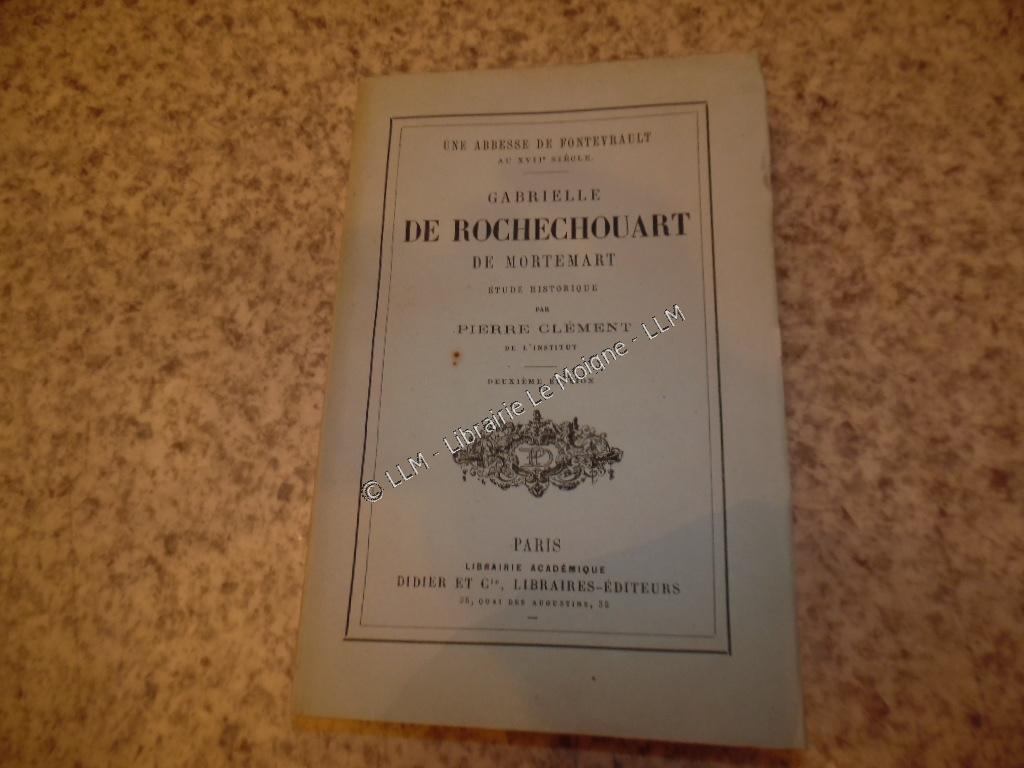 UNE ABBESSE DE FONTEVRAULT
AU XVIIe SIÈCLE.
GABRIELLE
DE ROCHECHOUART
DE MORTEMART
ÉTUDE HISTORIQUE
PAR
PIERRE CLÉMENT
DE L'INSTITUT
DEUXIÈME ÉDITION
© LLM - Librairie Le Moigne - LLM
PARIS
LIBRAIRIE ACADÉMIQUE
DIDIER ET Cie, LIBRAIRES-ÉDITEURS
35, QUAI DES AUGUSTINS, 35